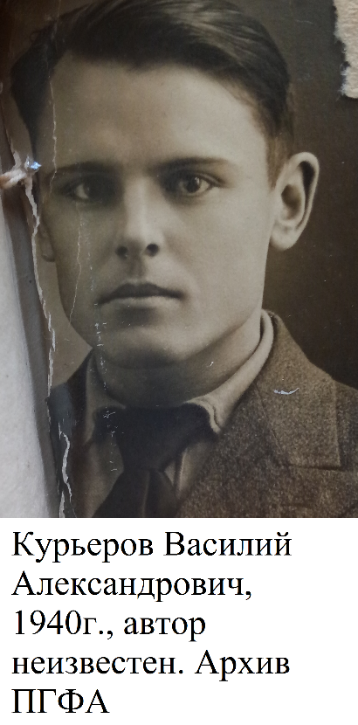 Курьеров Василий
Александрович,
1940г., автор
неизвестен. Архив
ПГФА